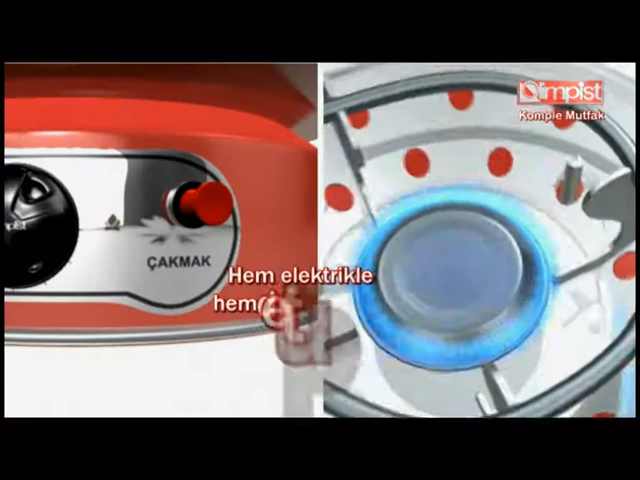 Olimpist
Komple Mutfak
ÇAKMAK
Hem elektrikle
hem